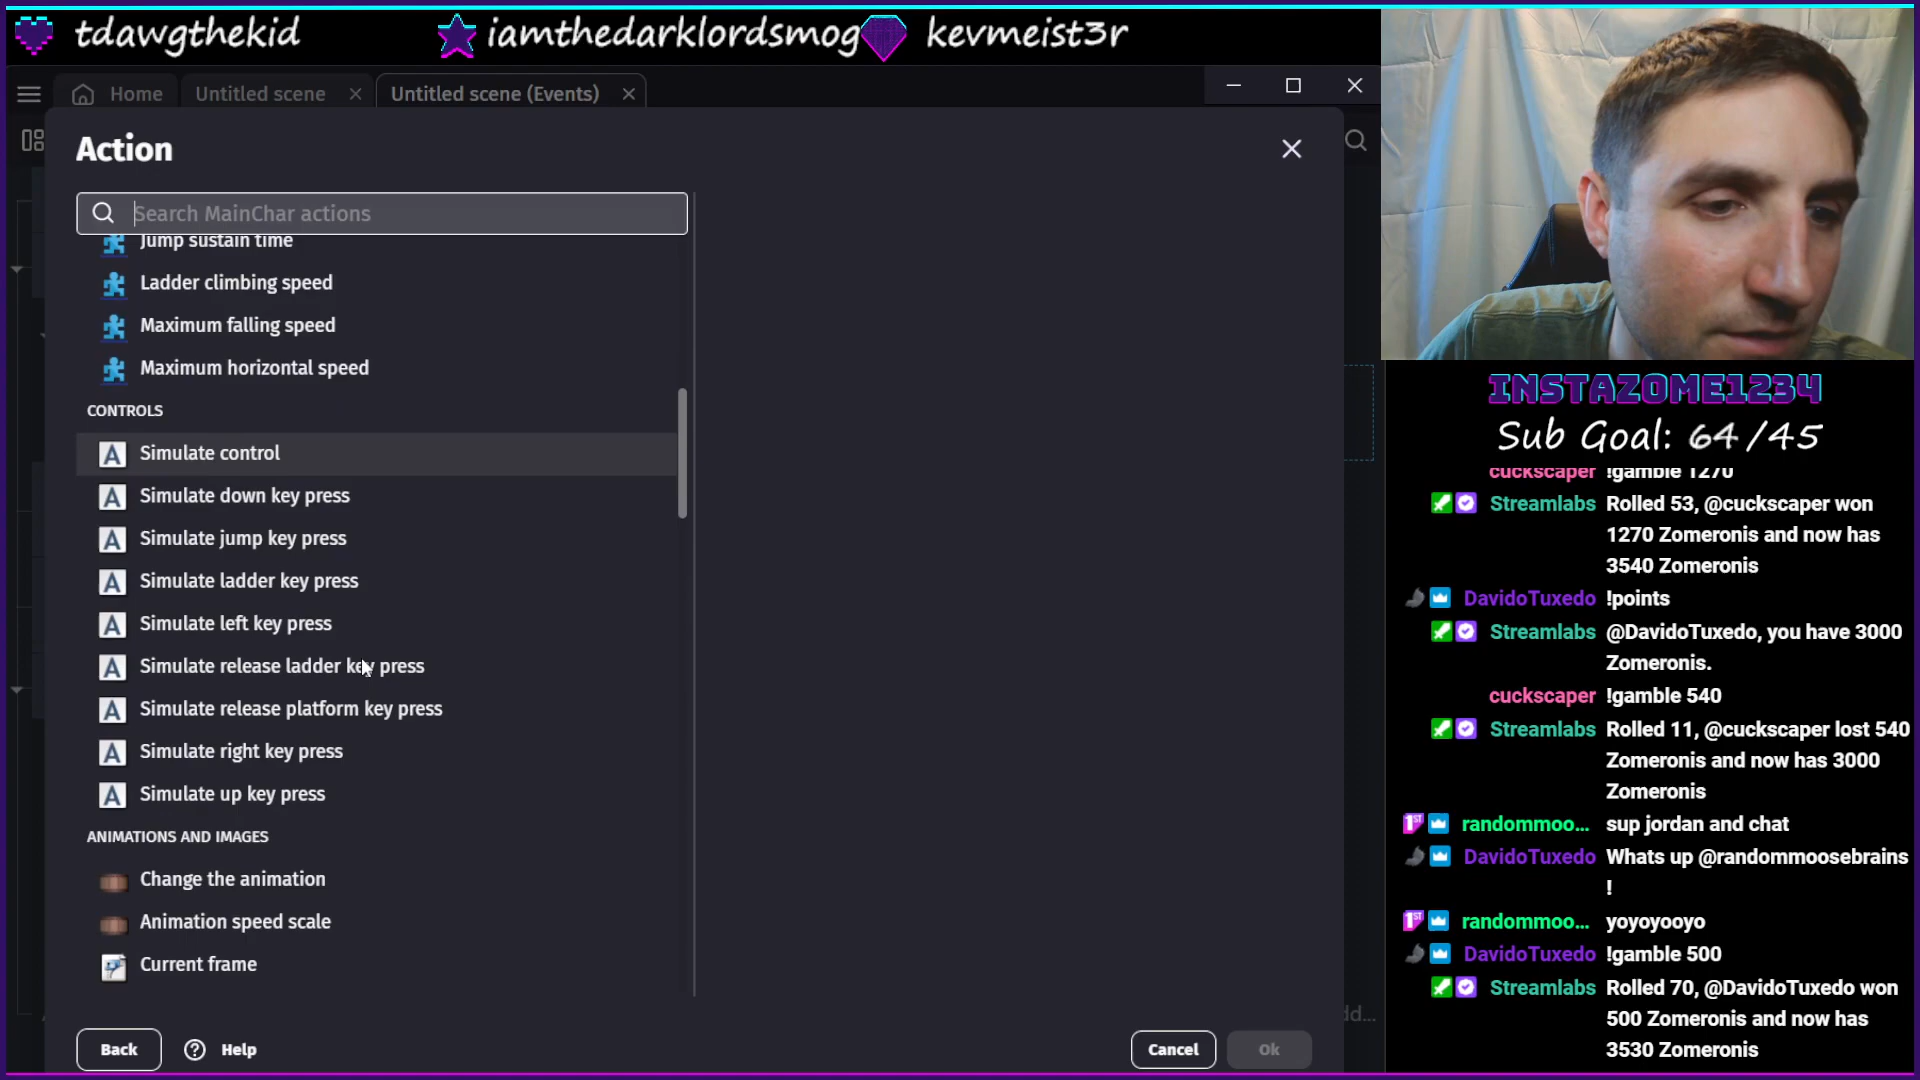 tdawgthekid iamthedarklordsmog kevmeist3r
Home Untitled scene Untitled scene (Events)
Action
Search MainChar actions
Jump sustain time
Ladder climbing speed
Maximum falling speed
Maximum horizontal speed
CONTROLS
Simulate control
Simulate down key press
Simulate jump key press
Simulate ladder key press
Simulate left key press
Simulate release ladder key press
Simulate release platform key press
Simulate right key press
Simulate up key press
ANIMATIONS AND IMAGES
Change the animation
Animation speed scale
Current frame
Back Help Cancel Ok
dd...
INSTAZOME1234
Sub Goal: 64/45
cuckscaper !gamble 1270
Streamlabs Rolled 53, @cuckscaper won
1270 Zomeronis and now has
3540 Zomeronis
DavidoTuxedo !points
Streamlabs @DavidoTuxedo, you have 3000
Zomeronis.
cuckscaper !gamble 540
Streamlabs Rolled 11, @cuckscaper lost 540
Zomeronis and now has 3000
Zomeronis
1ST randommoo... sup jordan and chat
DavidoTuxedo Whats up @randommoosebrains
!
1ST randommoo... yoyoyooyo
DavidoTuxedo !gamble 500
Streamlabs Rolled 70, @DavidoTuxedo won
500 Zomeronis and now has
3530 Zomeronis